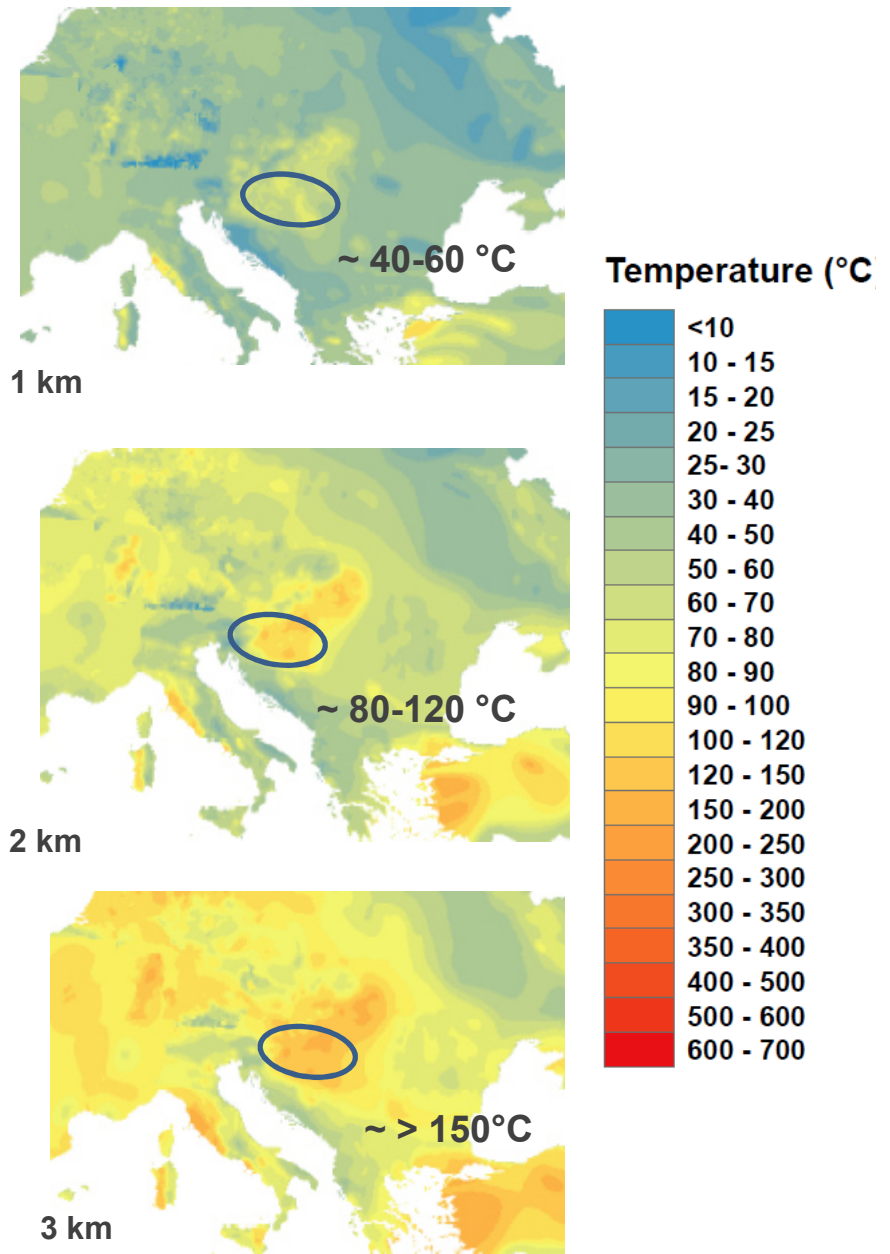 ~ 40-60 °C
1 km
~ 80-120 °C
2 km
~ > 150°C
3 km
Temperature (°C)
<10
10 - 15
15 - 20
20 - 25
25- 30
30 - 40
40 - 50
50 - 60
60 - 70
70 - 80
80 - 90
90 - 100
100 - 120
120 - 150
150 - 200
200 - 250
250 - 300
300 - 350
350 - 400
400 - 500
500 - 600
600 - 700